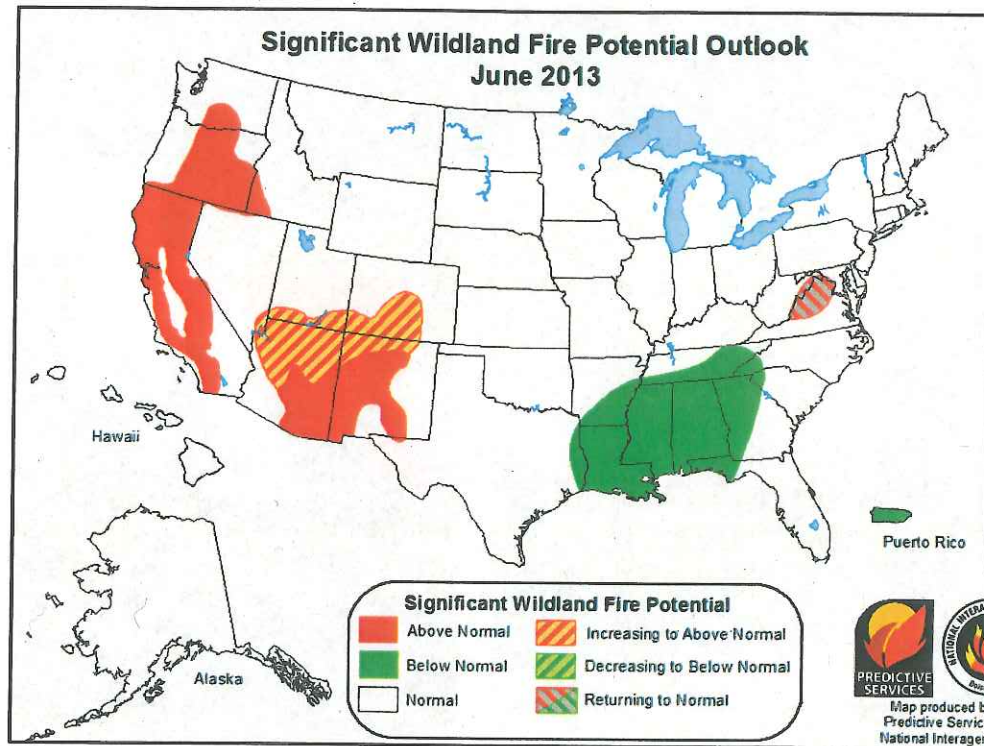 Significant Wildland Fire Potential Outlook
June 2013
Hawaii
Puerto Rico
Alaska
Significant Wildland Fire Potential
Above Normal
Increasing to Above Normal
Below Normal
Decreasing to Below Normal
Normal
Returning to Normal
PREDICTIVE
SERVICES
NATIONAL
Map produced b
Predictive Servic
National Interager